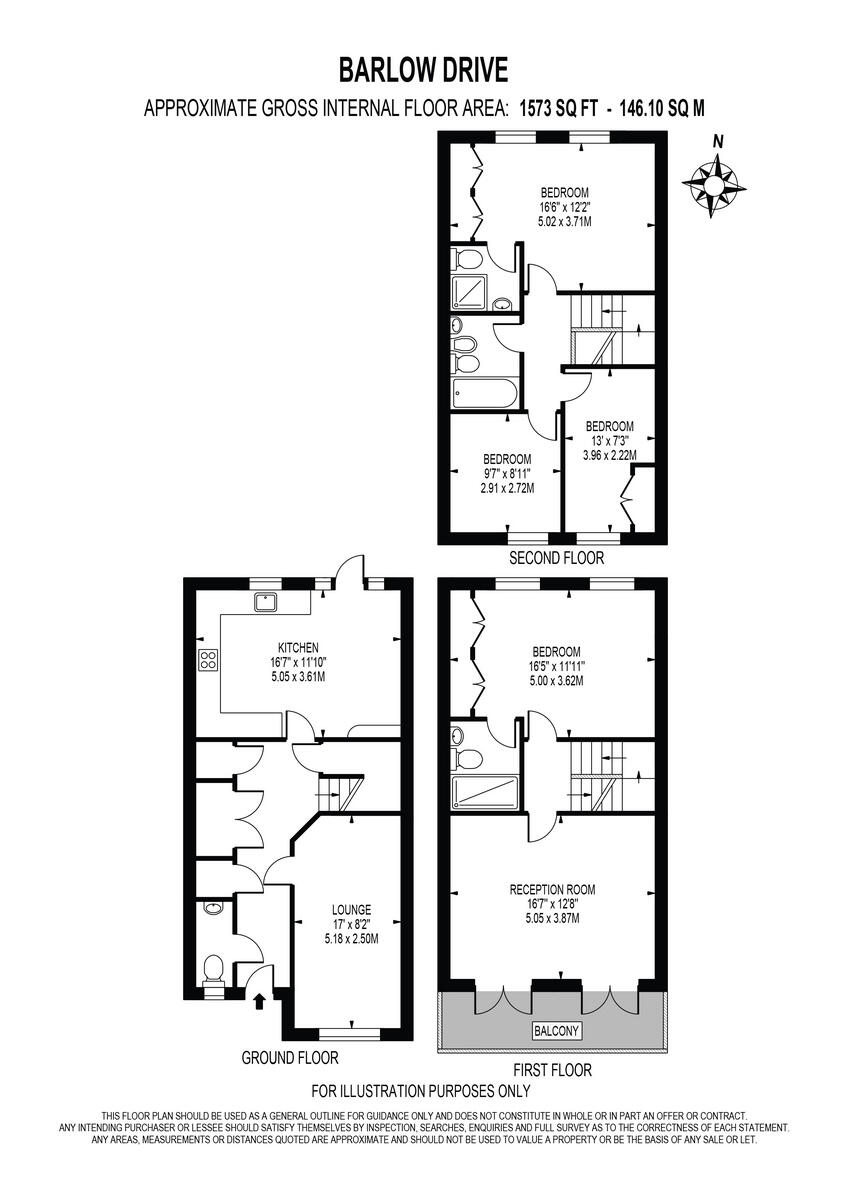 BARLOW DRIVE
APPROXIMATE GROSS INTERNAL FLOOR AREA: 1573 SQ FT - 146.10 SQ M
N
BEDROOM
16'6" x 12'2"
5.02 x 3.71M
BEDROOM
13' x 7'3"
3.96 x 2.22M
BEDROOM
9'7" x 8'11"
2.91 x 2.72M
SECOND FLOOR
KITCHEN
16'7" x 11'10"
5.05 x 3.61M
BEDROOM
16'5" x 11'11"
5.00 x 3.62M
LOUNGE
17' x 8'2"
5.18 x 2.50M
RECEPTION ROOM
16'7" x 12'8"
5.05 x 3.87M
BALCONY
GROUND FLOOR
FIRST FLOOR
FOR ILLUSTRATION PURPOSES ONLY
THIS FLOOR PLAN SHOULD BE USED AS A GENERAL OUTLINE FOR GUIDANCE ONLY AND DOES NOT CONSTITUTE IN WHOLE OR IN PART AN OFFER OR CONTRACT.
ANY INTENDING PURCHASER OR LESSEE SHOULD SATISFY THEMSELVES BY INSPECTION, SEARCHES, ENQUIRIES AND FULL SURVEY AS TO THE CORRECTNESS OF EACH STATEMENT.
ANY AREAS, MEASUREMENTS OR DISTANCES QUOTED ARE APPROXIMATE AND SHOULD NOT BE USED TO VALUE A PROPERTY OR BE THE BASIS OF ANY SALE OR LET.